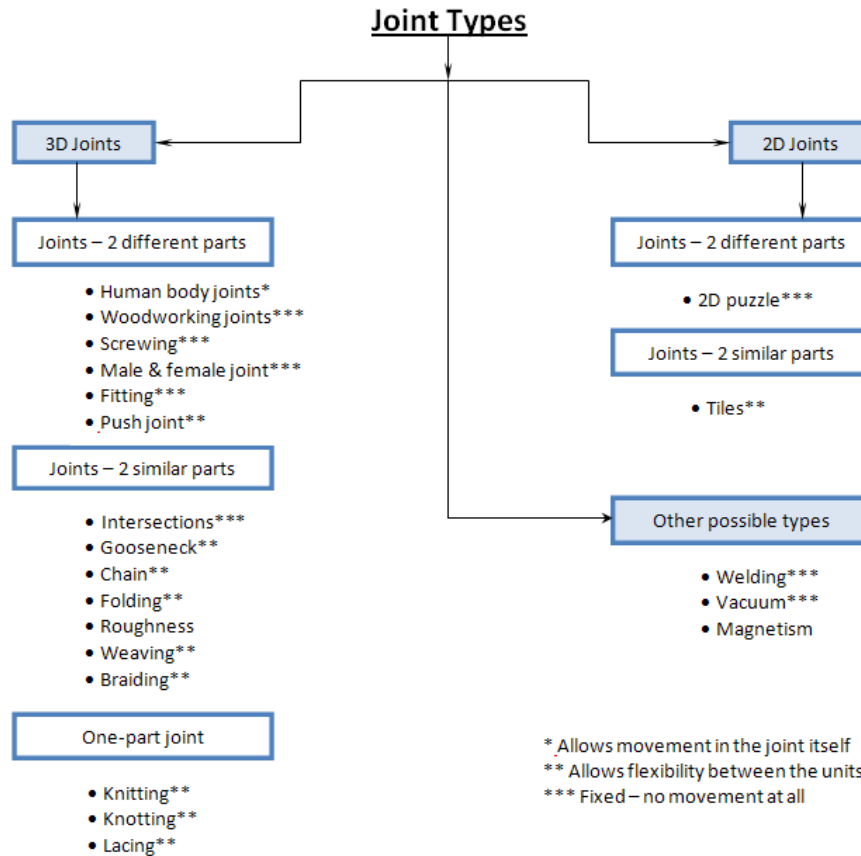 Joint Types
3D Joints
Joints – 2 different parts
• Human body joints*
• Woodworking joints***
• Screwing***
• Male & female joint***
• Fitting***
• Push joint**
Joints – 2 similar parts
• Intersections***
• Gooseneck**
• Chain**
• Folding**
• Roughness
• Weaving**
• Braiding**
One-part joint
• Knitting**
• Knotting**
• Lacing**
2D Joints
Joints – 2 different parts
• 2D puzzle***
Joints – 2 similar parts
• Tiles**
Other possible types
• Welding***
• Vacuum***
• Magnetism
* Allows movement in the joint itself
** Allows flexibility between the units
*** Fixed – no movement at all